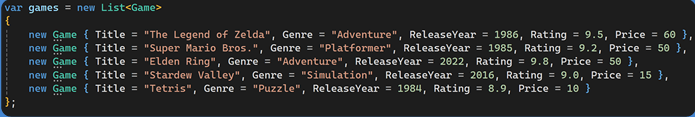 var games = new List<Game>
{
    new Game { Title = "The Legend of Zelda", Genre = "Adventure", ReleaseYear = 1986, Rating = 9.5, Price = 60 },
    new Game { Title = "Super Mario Bros.", Genre = "Platformer", ReleaseYear = 1985, Rating = 9.2, Price = 50 },
    new Game { Title = "Elden Ring", Genre = "Adventure", ReleaseYear = 2022, Rating = 9.8, Price = 50 },
    new Game { Title = "Stardew Valley", Genre = "Simulation", ReleaseYear = 2016, Rating = 9.0, Price = 15 },
    new Game { Title = "Tetris", Genre = "Puzzle", ReleaseYear = 1984, Rating = 8.9, Price = 10 }
};